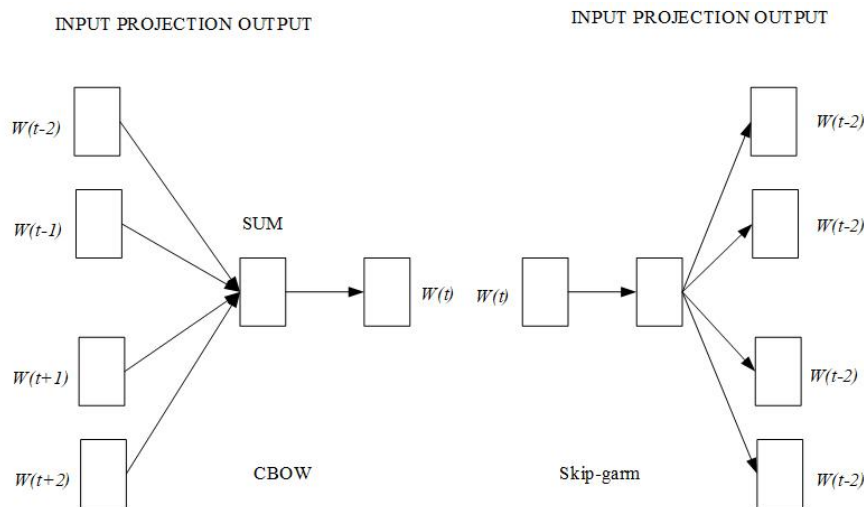 INPUT PROJECTION OUTPUT
W(t-2)
W(t-1)
SUM
W(t)
W(t+1)
W(t+2)
CBOW
INPUT PROJECTION OUTPUT
W(t-2)
W(t-2)
W(t)
W(t-2)
W(t-2)
Skip-garm